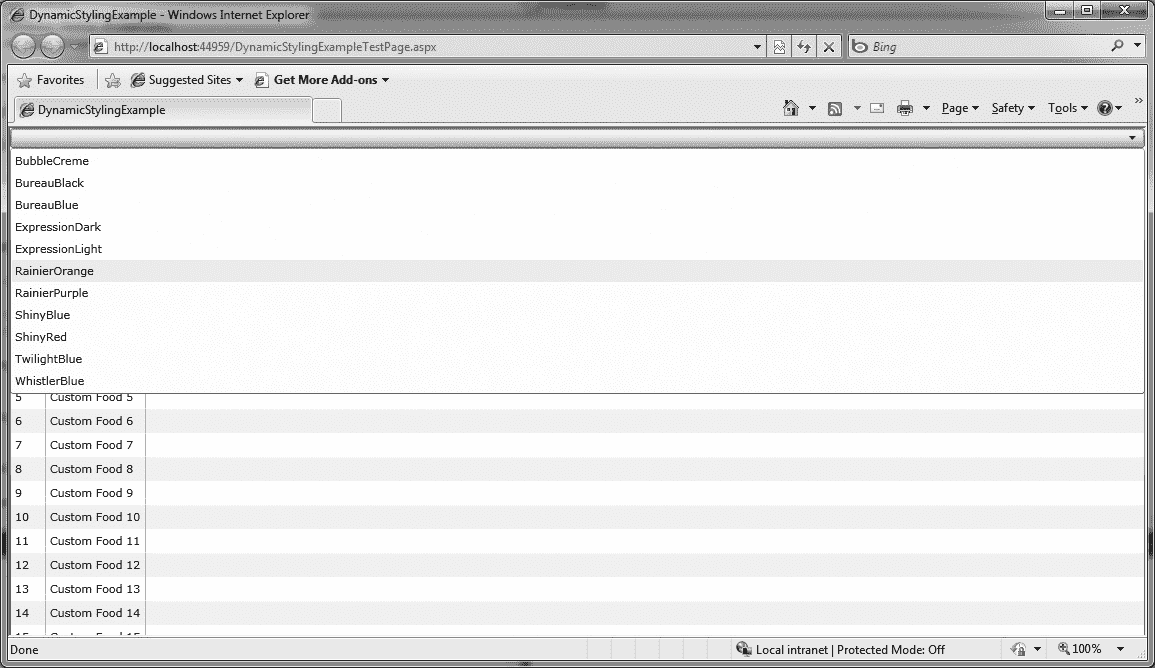 DynamicStylingExample - Windows Internet Explorer
http://localhost:44959/DynamicStylingExampleTestPage.aspx
Bing
Favorites Suggested Sites Get More Add-ons
DynamicStylingExample
Page Safety Tools
BubbleCreme
BureauBlack
BureauBlue
ExpressionDark
ExpressionLight
RainierOrange
RainierPurple
ShinyBlue
ShinyRed
TwilightBlue
WhistlerBlue
5 Custom Food 5
6 Custom Food 6
7 Custom Food 7
8 Custom Food 8
9 Custom Food 9
10 Custom Food 10
11 Custom Food 11
12 Custom Food 12
13 Custom Food 13
14 Custom Food 14
15 Custom Food 15
Done Local intranet | Protected Mode: Off 100%